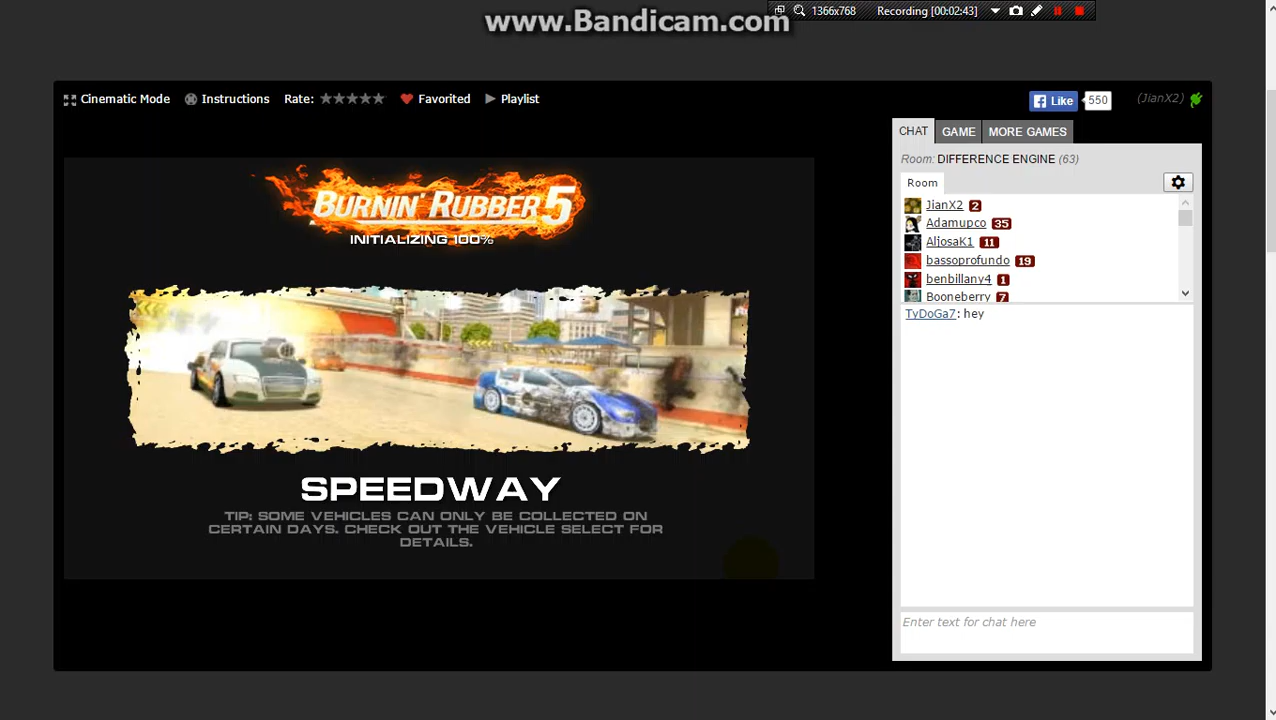 www.Bandicam.com
1366x768 Recording [00:02:43]
Cinematic Mode Instructions Rate: Favorited Playlist
Like 550 (JianX2)
CHAT GAME MORE GAMES
Room: DIFFERENCE ENGINE (63)
Room
JianX2 2
Adamupco 35
AljosaK1 11
bassoprofundo 19
benbillany4 1
Booneberry 7
TyDoGa7: hey
Enter text for chat here
BURNIN' RUBBER 5
INITIALIZING 100%
SPEEDWAY
TIP: SOME VEHICLES CAN ONLY BE COLLECTED ON
CERTAIN DAYS. CHECK OUT THE VEHICLE SELECT FOR
DETAILS.